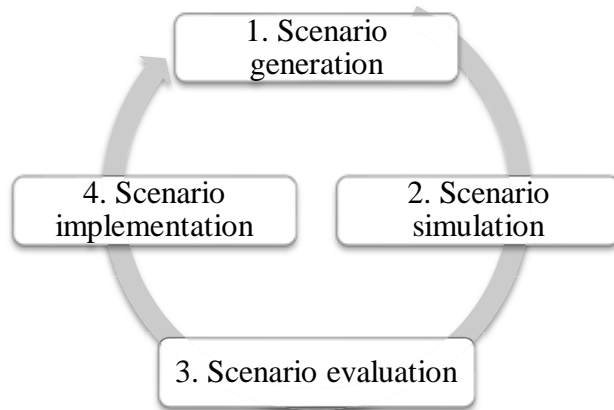 1. Scenario
generation
2. Scenario
simulation
3. Scenario evaluation
4. Scenario
implementation